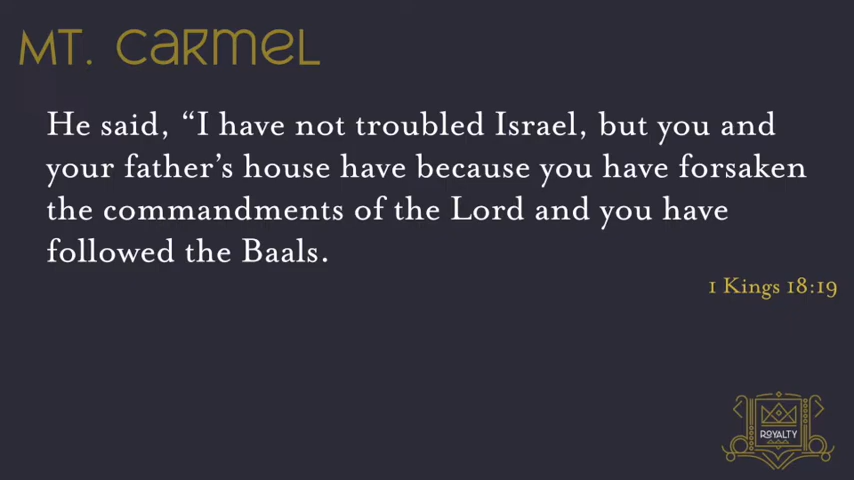 MT. CARMEL
He said, “I have not troubled Israel, but you and
your father’s house have because you have forsaken
the commandments of the Lord and you have
followed the Baals.
1 Kings 18:19
ROYALTY